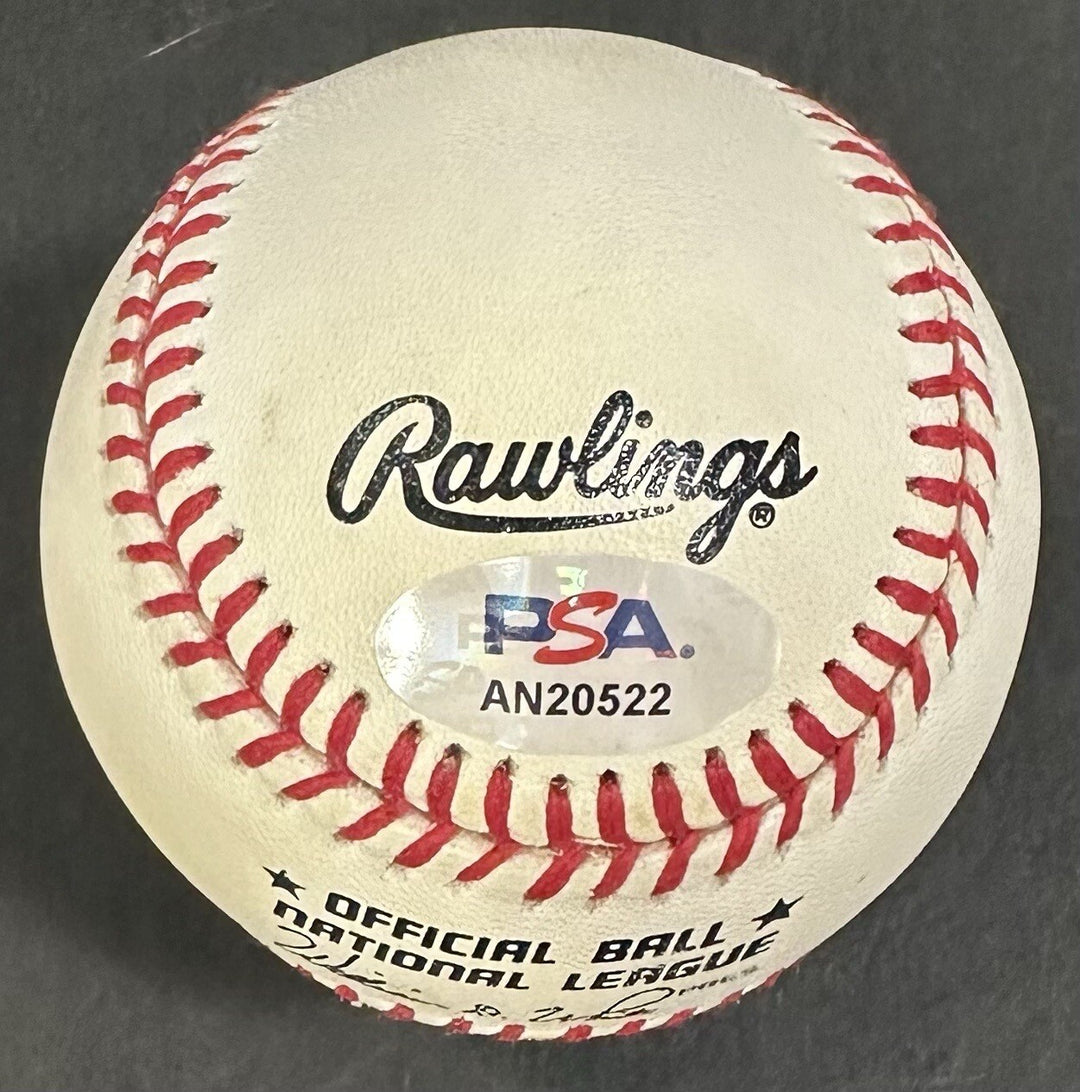 Rawlings
®
PSA.
AN20522
★ OFFICIAL BALL ★
NATIONAL LEAGUE